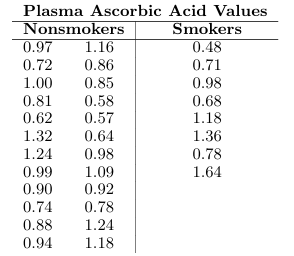 Plasma Ascorbic Acid Values
Nonsmokers Smokers
0.97 1.16 0.48
0.72 0.86 0.71
1.00 0.85 0.98
0.81 0.58 0.68
0.62 0.57 1.18
1.32 0.64 1.36
1.24 0.98 0.78
0.99 1.09 1.64
0.90 0.92
0.74 0.78
0.88 1.24
0.94 1.18